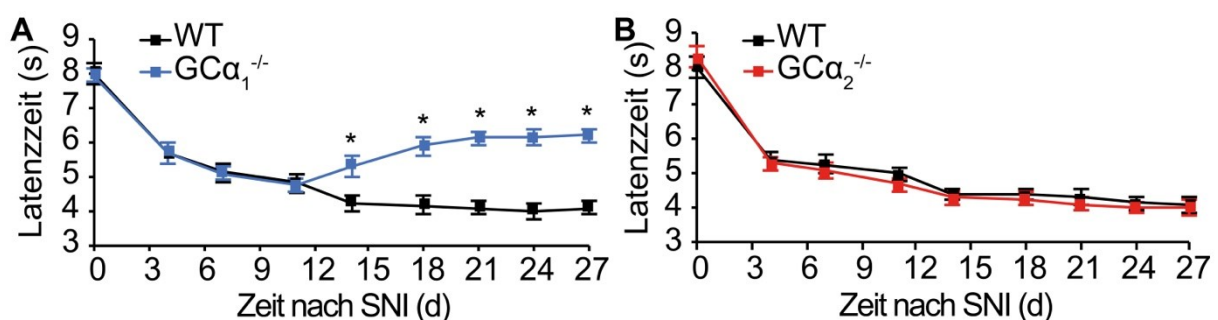 A
WT
GCα₁⁻/⁻
Latenzzeit (s)
9
8
7
6
5
4
3
* * * * *
0 3 6 9 12 15 18 21 24 27
Zeit nach SNI (d)
B
WT
GCα₂⁻/⁻
Latenzzeit (s)
9
8
7
6
5
4
3
0 3 6 9 12 15 18 21 24 27
Zeit nach SNI (d)